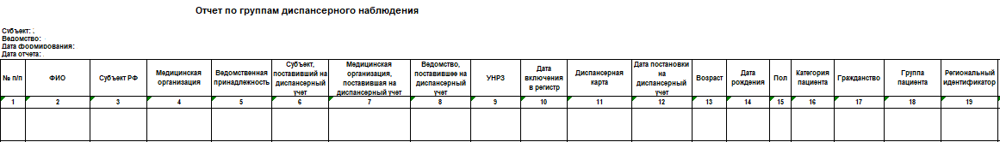 Отчет по группам диспансерного наблюдения
Субъект: .
Ведомство:
Дата формирования:
Дата отчета:
№ п/п
ФИО
Субъект РФ
Медицинская
организация
Ведомственная
принадлежность
Субъект,
поставивший на
диспансерный
учет
Медицинская
организация,
поставившая на
диспансерный учет
Ведомство,
поставившее на
диспансерный
учет
УНРЗ
Дата
включения
в регистр
Диспансерная
карта
Дата постановки
на
диспансерный
учет
Возраст
Дата
рождения
Пол
Категория
пациента
Гражданство
Группа
пациента
Региональный
идентификатор
1 2 3 4 5 6 7 8 9 10 11 12 13 14 15 16 17 18 19